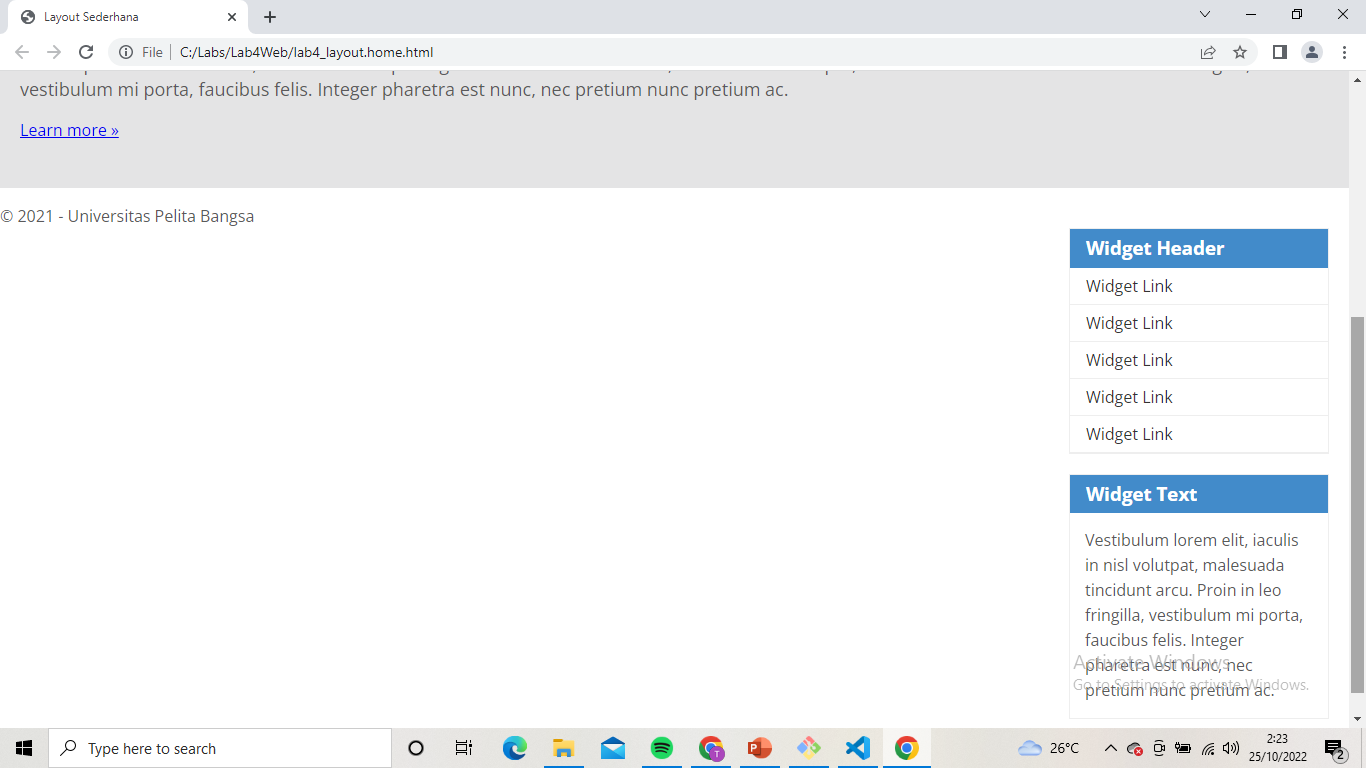 Layout Sederhana
File
C:/Labs/Lab4Web/lab4_layout.home.html
vestibulum mi porta, faucibus felis. Integer pharetra est nunc, nec pretium nunc pretium ac.
Learn more »
© 2021 - Universitas Pelita Bangsa
Widget Header
Widget Link
Widget Link
Widget Link
Widget Link
Widget Link
Widget Text
Vestibulum lorem elit, iaculis
in nisl volutpat, malesuada
tincidunt arcu. Proin in leo
fringilla, vestibulum mi porta,
faucibus felis. Integer
pharetra est nunc, nec
pretium nunc pretium ac.
Activate Windows
Go to Settings to activate Windows.
Type here to search
T
26°C
2:23
25/10/2022
2